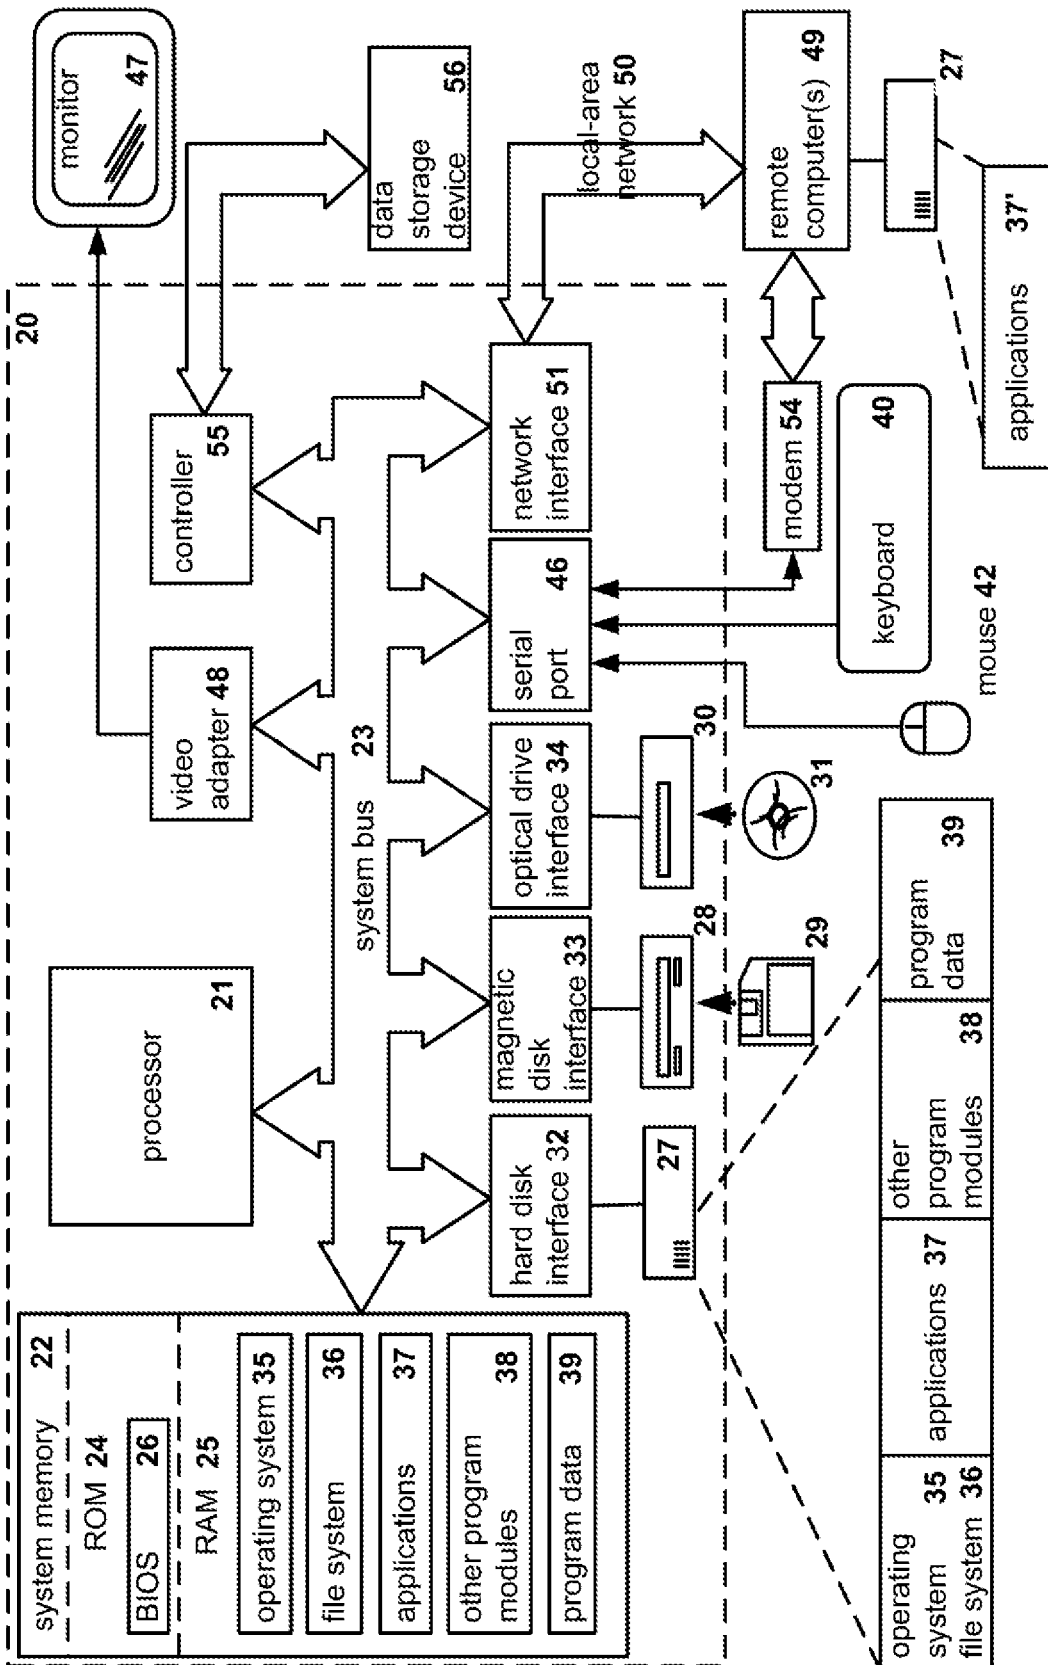 system memory 22
ROM 24
BIOS 26
RAM 25
operating system 35
file system 36
applications 37
other program
modules 38
program data 39
20
processor
21
video
adapter 48
controller
55
monitor
47
system bus 23
data
storage
device
56
hard disk
interface 32
magnetic
disk
interface 33
optical drive
interface 34
serial
port
46
network
interface 51
local-area
network 50
27
28
30
29
31
modem 54
remote
computer(s) 49
keyboard
40
mouse 42
27
applications 37'
operating
system 35
file system 36
applications 37
other
program
modules
38
program
data
39